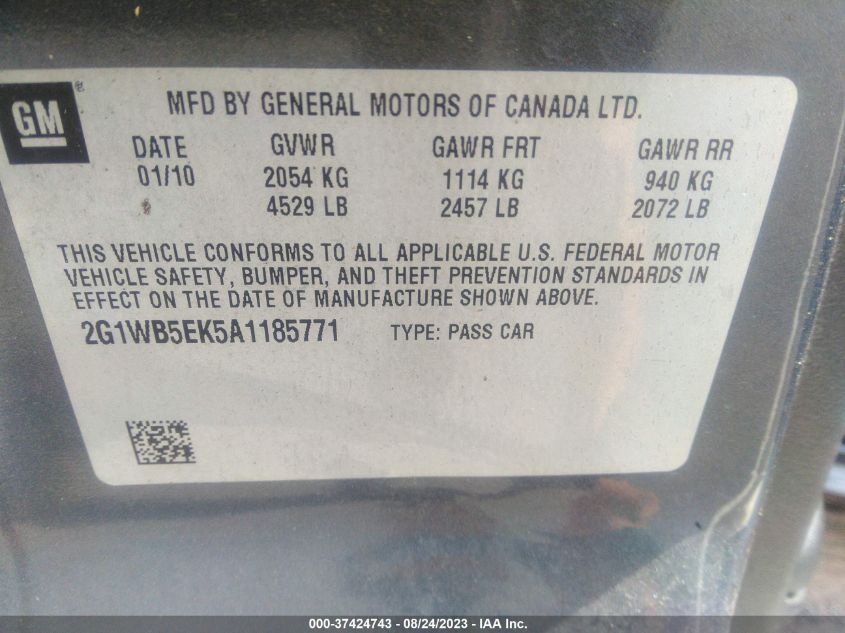 GM®
MFD BY GENERAL MOTORS OF CANADA LTD.
DATE GVWR GAWR FRT GAWR RR
01/10 2054 KG 1114 KG 940 KG
4529 LB 2457 LB 2072 LB
THIS VEHICLE CONFORMS TO ALL APPLICABLE U.S. FEDERAL MOTOR
VEHICLE SAFETY, BUMPER, AND THEFT PREVENTION STANDARDS IN
EFFECT ON THE DATE OF MANUFACTURE SHOWN ABOVE.
2G1WB5EK5A1185771 TYPE: PASS CAR
000-37424743 - 08/24/2023 - IAA Inc.